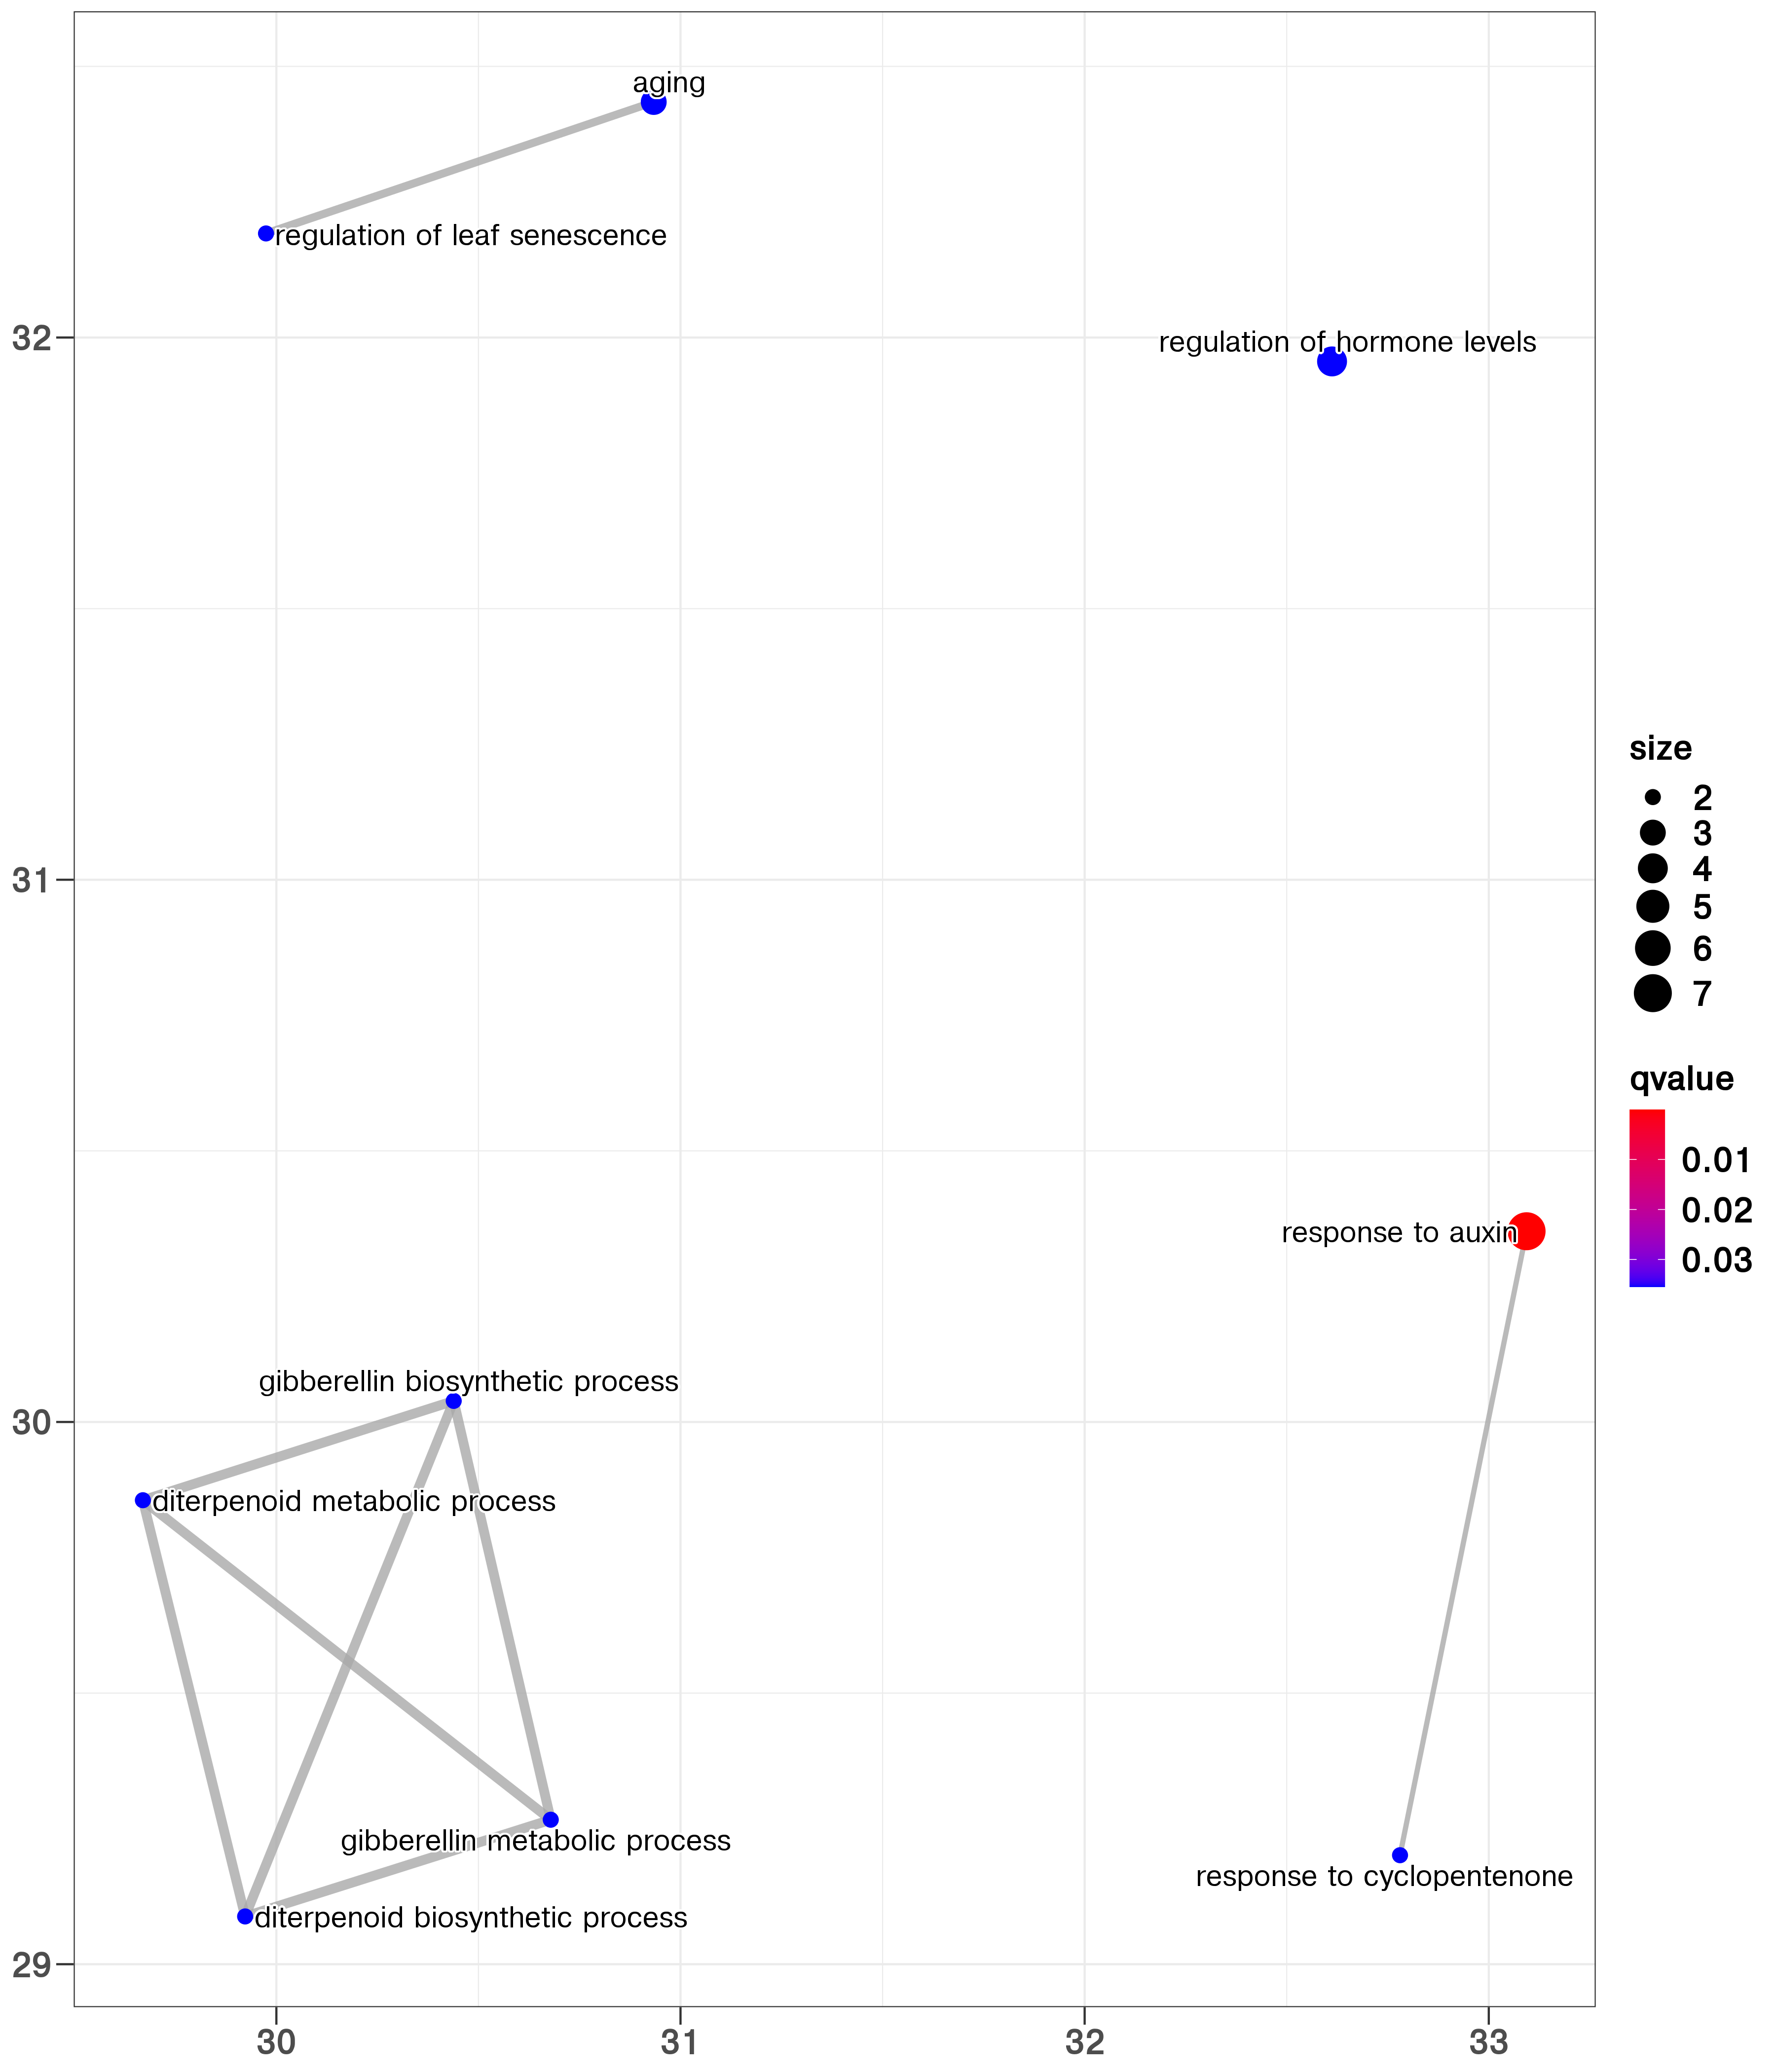 aging
regulation of leaf senescence
32
regulation of hormone levels
31
size
2
3
4
5
6
7
qvalue
0.01
0.02
0.03
response to auxin
gibberellin biosynthetic process
30
diterpenoid metabolic process
gibberellin metabolic process
response to cyclopentenone
diterpenoid biosynthetic process
29
30
31
32
33